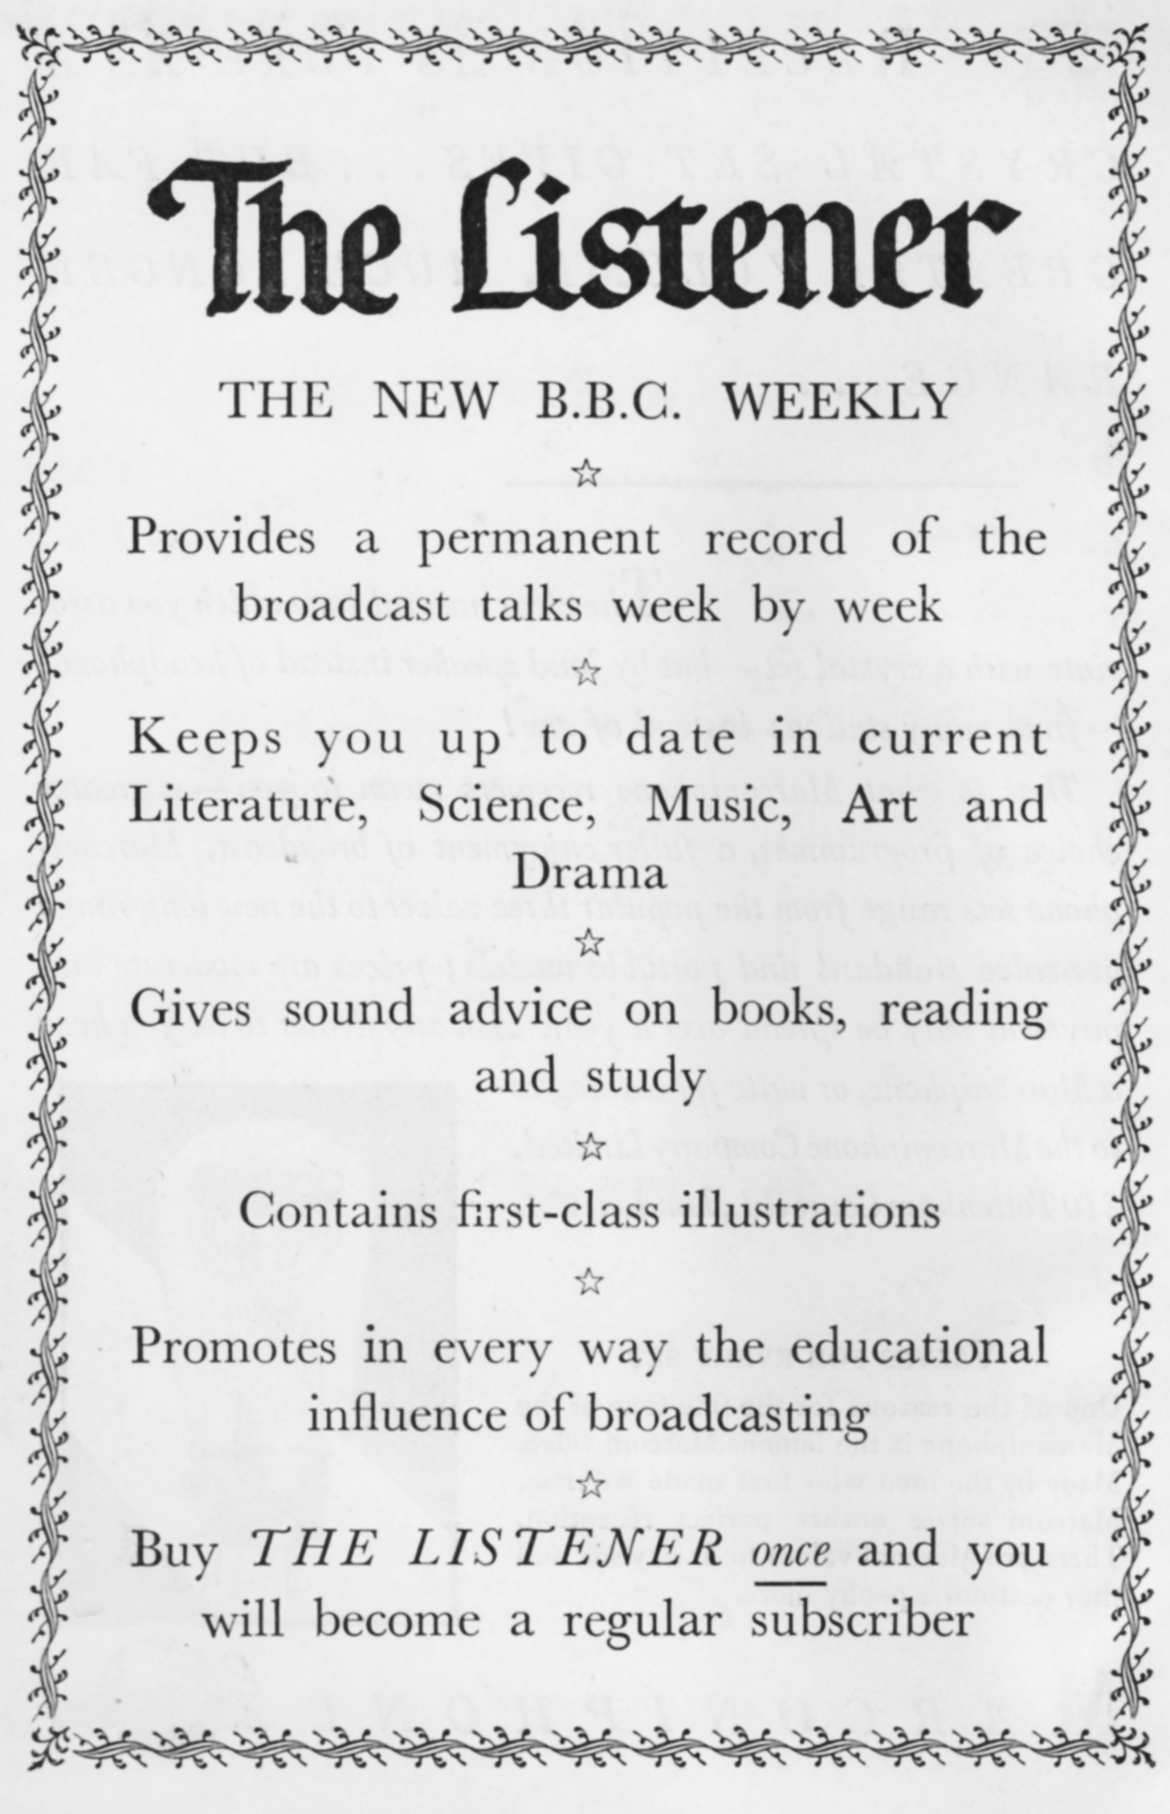 The Listener
THE NEW B.B.C. WEEKLY
Provides a permanent record of the
broadcast talks week by week
Keeps you up to date in current
Literature, Science, Music, Art and
Drama
Gives sound advice on books, reading
and study
Contains first-class illustrations
Promotes in every way the educational
influence of broadcasting
Buy THE LISTENER once and you
will become a regular subscriber